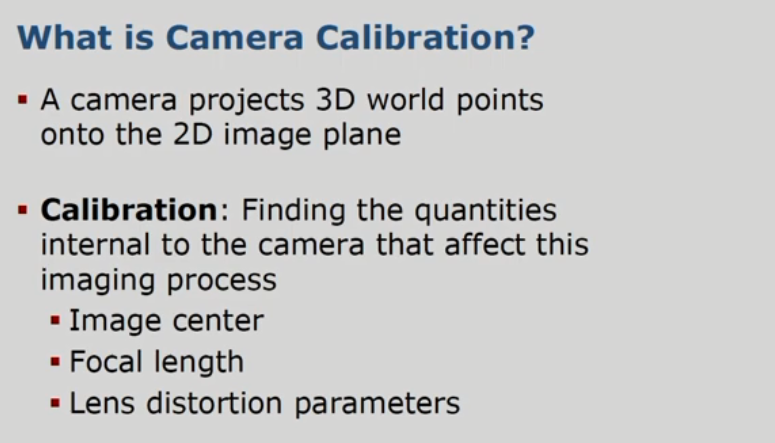 What is Camera Calibration?
▪ A camera projects 3D world points
onto the 2D image plane
▪ Calibration: Finding the quantities
internal to the camera that affect this
imaging process
▪ Image center
▪ Focal length
▪ Lens distortion parameters